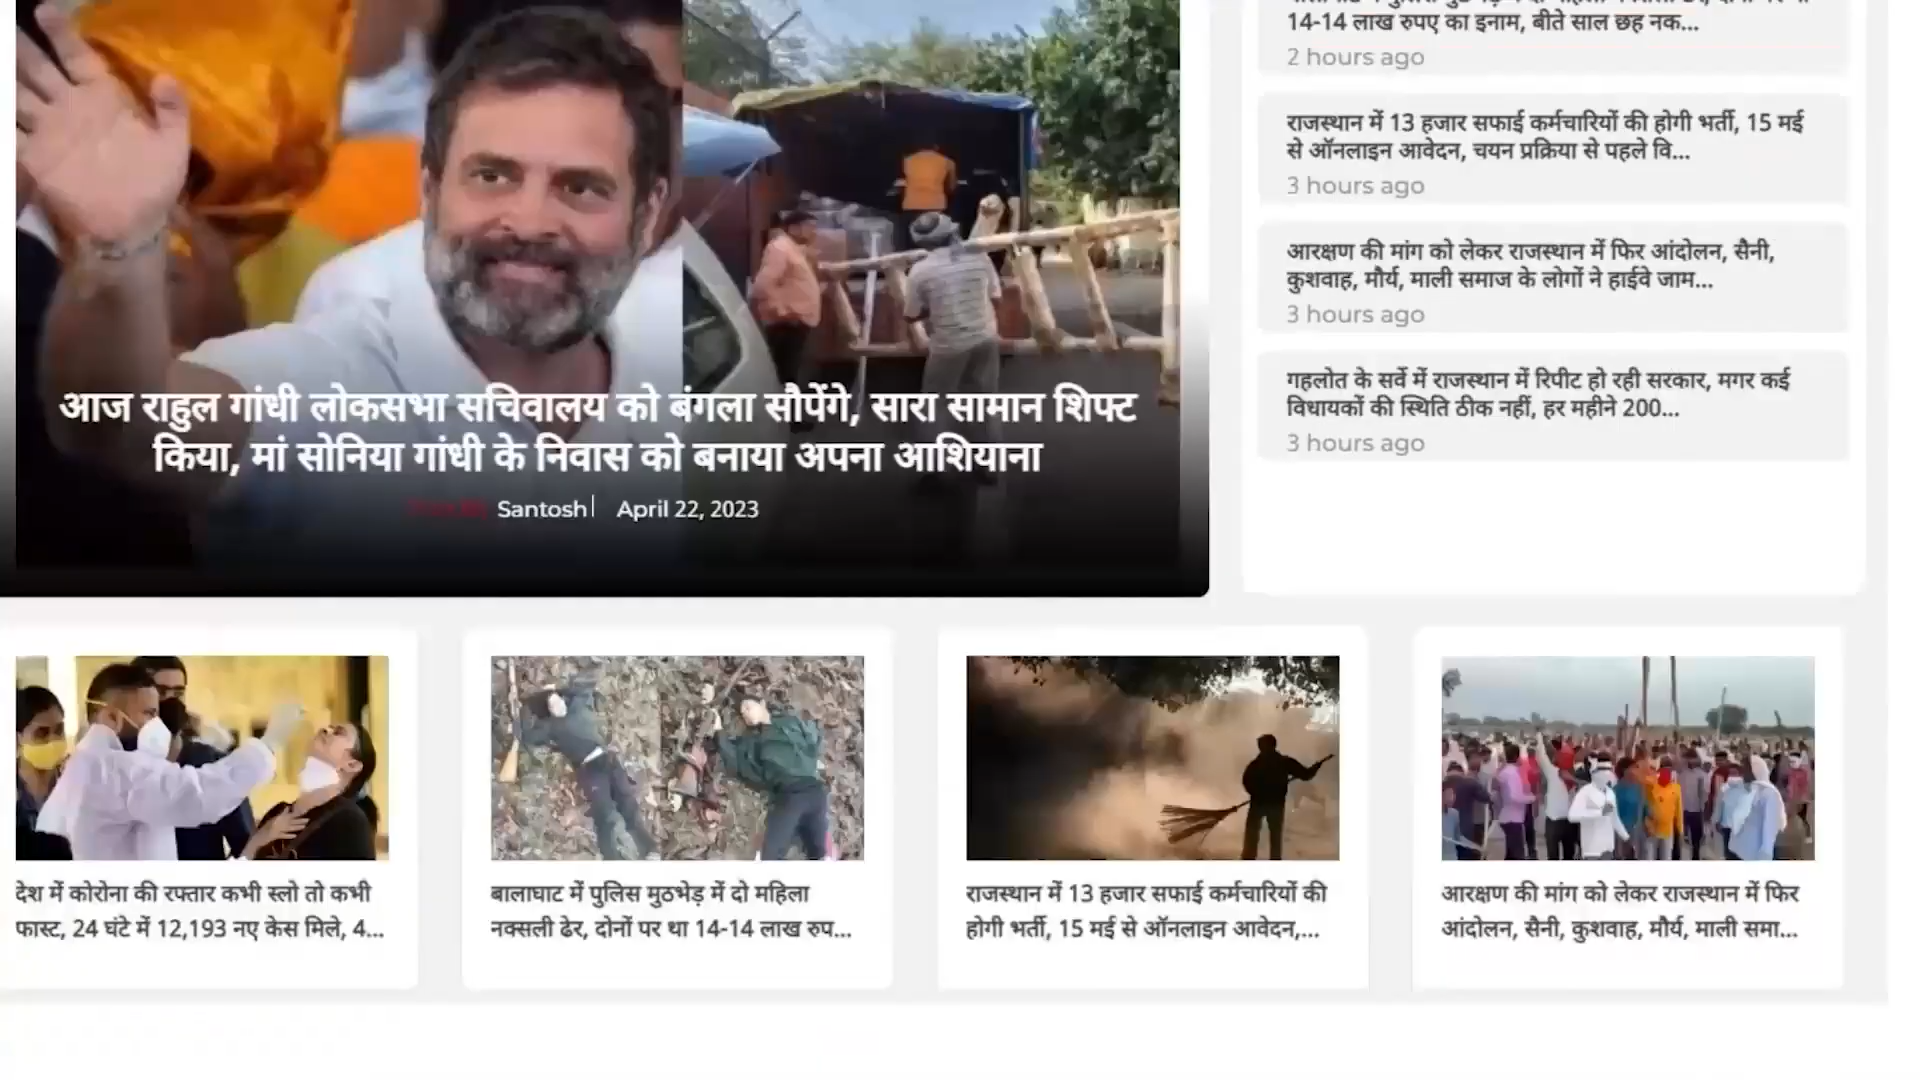 14-14 लाख रुपए का इनाम, बीते साल छह नक...
2 hours ago
राजस्थान में 13 हजार सफाई कर्मचारियों की होगी भर्ती, 15 मई
से ऑनलाइन आवेदन, चयन प्रक्रिया से पहले वि...
3 hours ago
आरक्षण की मांग को लेकर राजस्थान में फिर आंदोलन, सैनी,
कुशवाह, मौर्य, माली समाज के लोगों ने हाईवे जाम...
3 hours ago
गहलोत के सर्वे में राजस्थान में रिपीट हो रही सरकार, मगर कई
विधायकों की स्थिति ठीक नहीं, हर महीने 200...
3 hours ago
आज राहुल गांधी लोकसभा सचिवालय को बंगला सौपेंगे, सारा सामान शिफ्ट
किया, मां सोनिया गांधी के निवास को बनाया अपना आशियाना
Santosh| April 22, 2023
देश में कोरोना की रफ्तार कभी स्लो तो कभी
फास्ट, 24 घंटे में 12,193 नए केस मिले, 4...
बालाघाट में पुलिस मुठभेड़ में दो महिला
नक्सली ढेर, दोनों पर था 14-14 लाख रुप...
राजस्थान में 13 हजार सफाई कर्मचारियों की
होगी भर्ती, 15 मई से ऑनलाइन आवेदन,...
आरक्षण की मांग को लेकर राजस्थान में फिर
आंदोलन, सैनी, कुशवाह, मौर्य, माली समा...